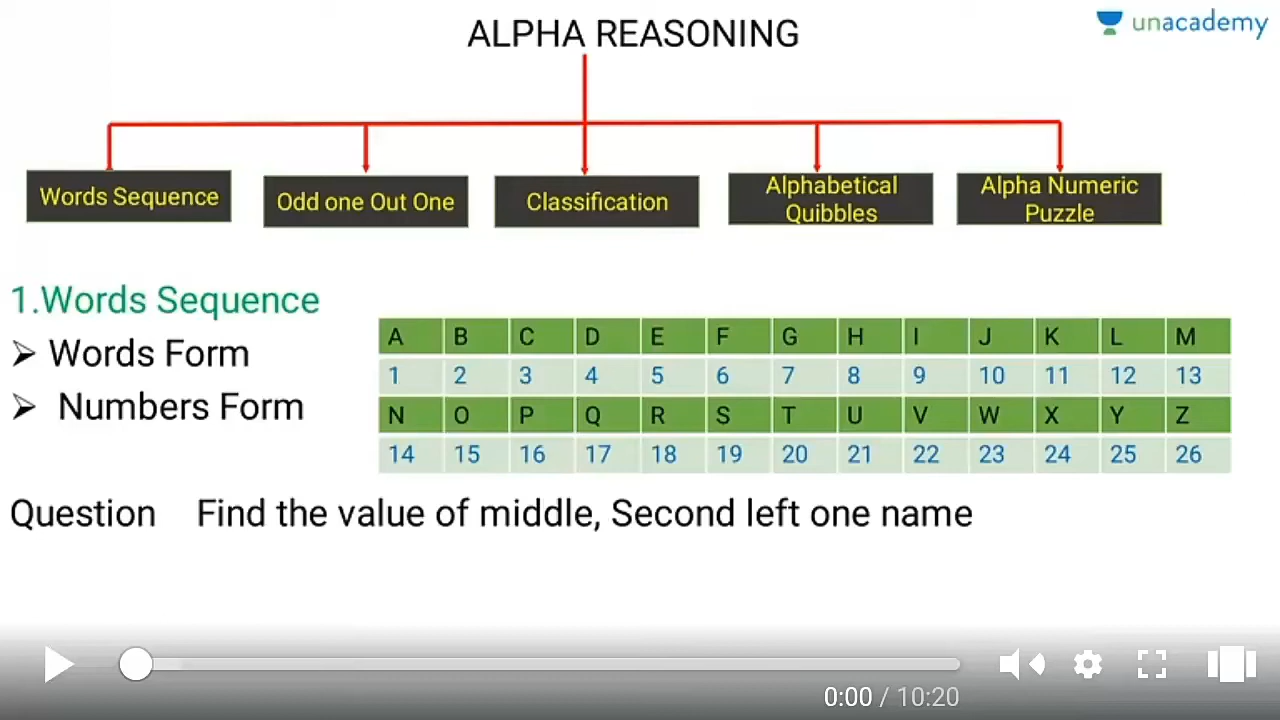 ALPHA REASONING
unacademy
Words Sequence
Odd one Out One
Classification
Alphabetical
Quibbles
Alpha Numeric
Puzzle
1.Words Sequence
➢ Words Form
➢ Numbers Form
A B C D E F G H I J K L M
1 2 3 4 5 6 7 8 9 10 11 12 13
N O P Q R S T U V W X Y Z
14 15 16 17 18 19 20 21 22 23 24 25 26
Question Find the value of middle, Second left one name
0:00 / 10:20